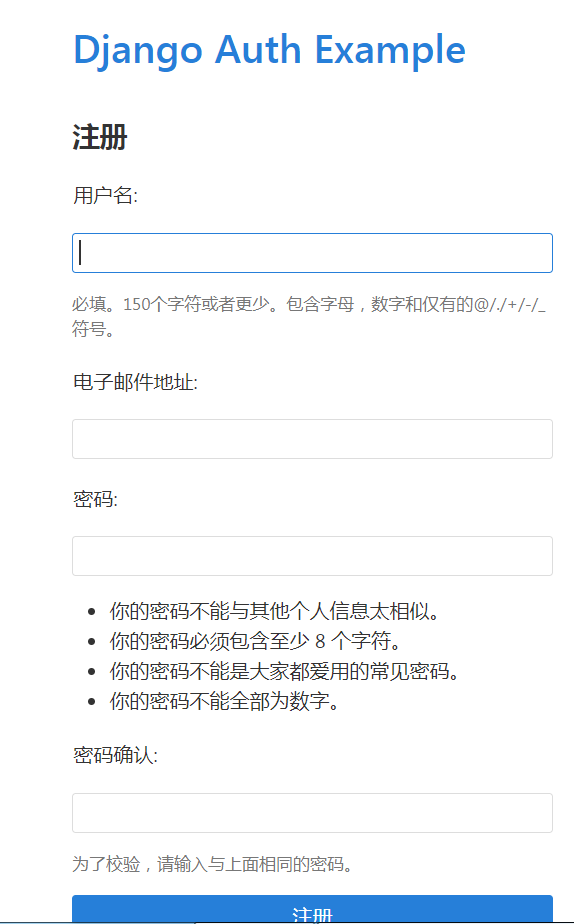 Django Auth Example
注册
用户名:
必填。150个字符或者更少。包含字母，数字和仅有的@/./+/-/_
符号。
电子邮件地址:
密码:
你的密码不能与其他个人信息太相似。
你的密码必须包含至少 8 个字符。
你的密码不能是大家都爱用的常见密码。
你的密码不能全部为数字。
密码确认:
为了校验，请输入与上面相同的密码。
注册